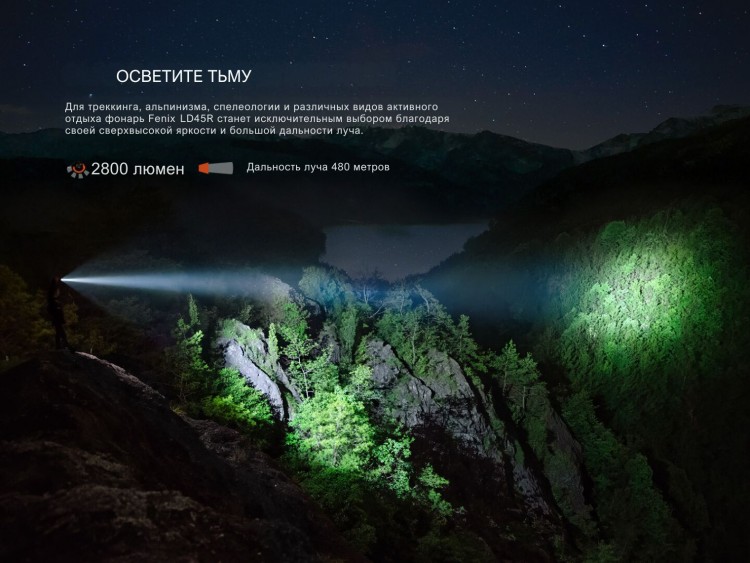 ОСВЕТИТЕ ТЬМУ
Для треккинга, альпинизма, спелеологии и различных видов активного
отдыха фонарь Fenix LD45R станет исключительным выбором благодаря
своей сверхвысокой яркости и большой дальности луча.
2800 люмен
Дальность луча 480 метров